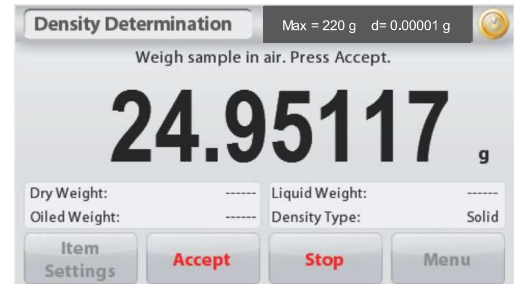 Density Determination Max = 220 g d= 0.00001 g
Weigh sample in air. Press Accept.
24.95117 g
Dry Weight: ------ Liquid Weight: ------
Oiled Weight: ------ Density Type: Solid
Item Settings Accept Stop Menu